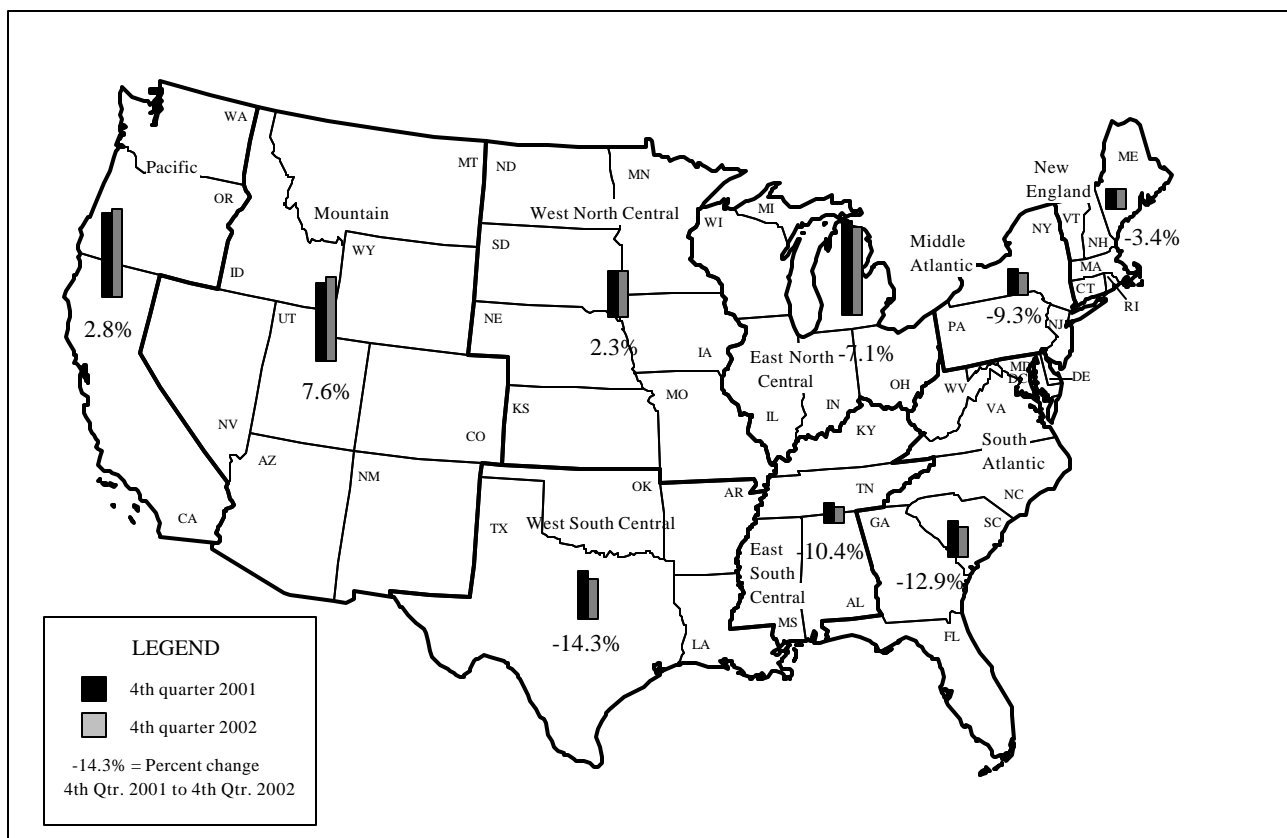 WA
Pacific
OR
ID
MT
Mountain
WY
ND
MN
West North Central
SD
NE
IA
2.3%
2.8%
UT
7.6%
NV
CO
KS
MO
AZ
NM
CA
WI
MI
East North
Central
-7.1%
IL
IN
OH
KY
Middle
Atlantic
NY
-9.3%
PA
NJ
New
England
ME
VT
NH
-3.4%
MA
CT
RI
MD
DC
DE
WV
VA
South
Atlantic
NC
SC
GA
-12.9%
FL
TN
-10.4%
East
South
Central
AL
MS
OK
AR
TX
West South Central
-14.3%
LA
LEGEND
4th quarter 2001
4th quarter 2002
-14.3% = Percent change
4th Qtr. 2001 to 4th Qtr. 2002